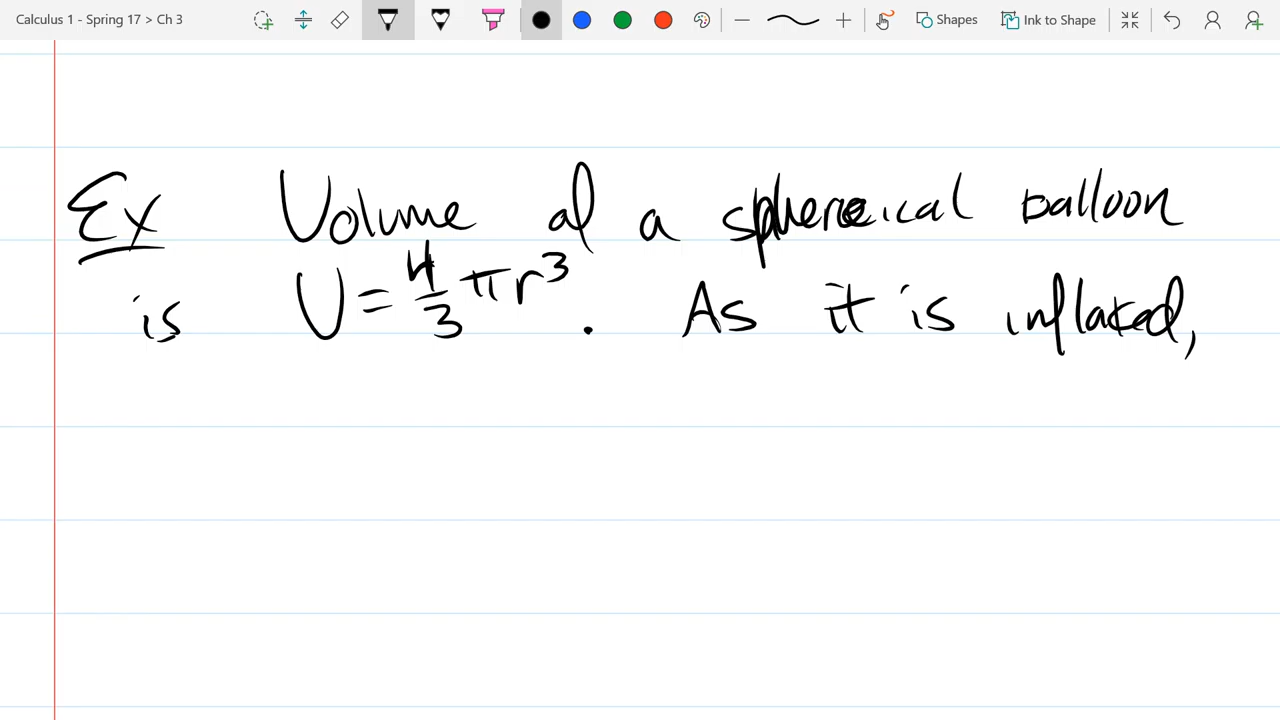 Calculus 1 - Spring 17 > Ch 3 Shapes Ink to Shape
Ex Volume of a sphereical balloon
is V = 4/3 πr³. As it is inflated,